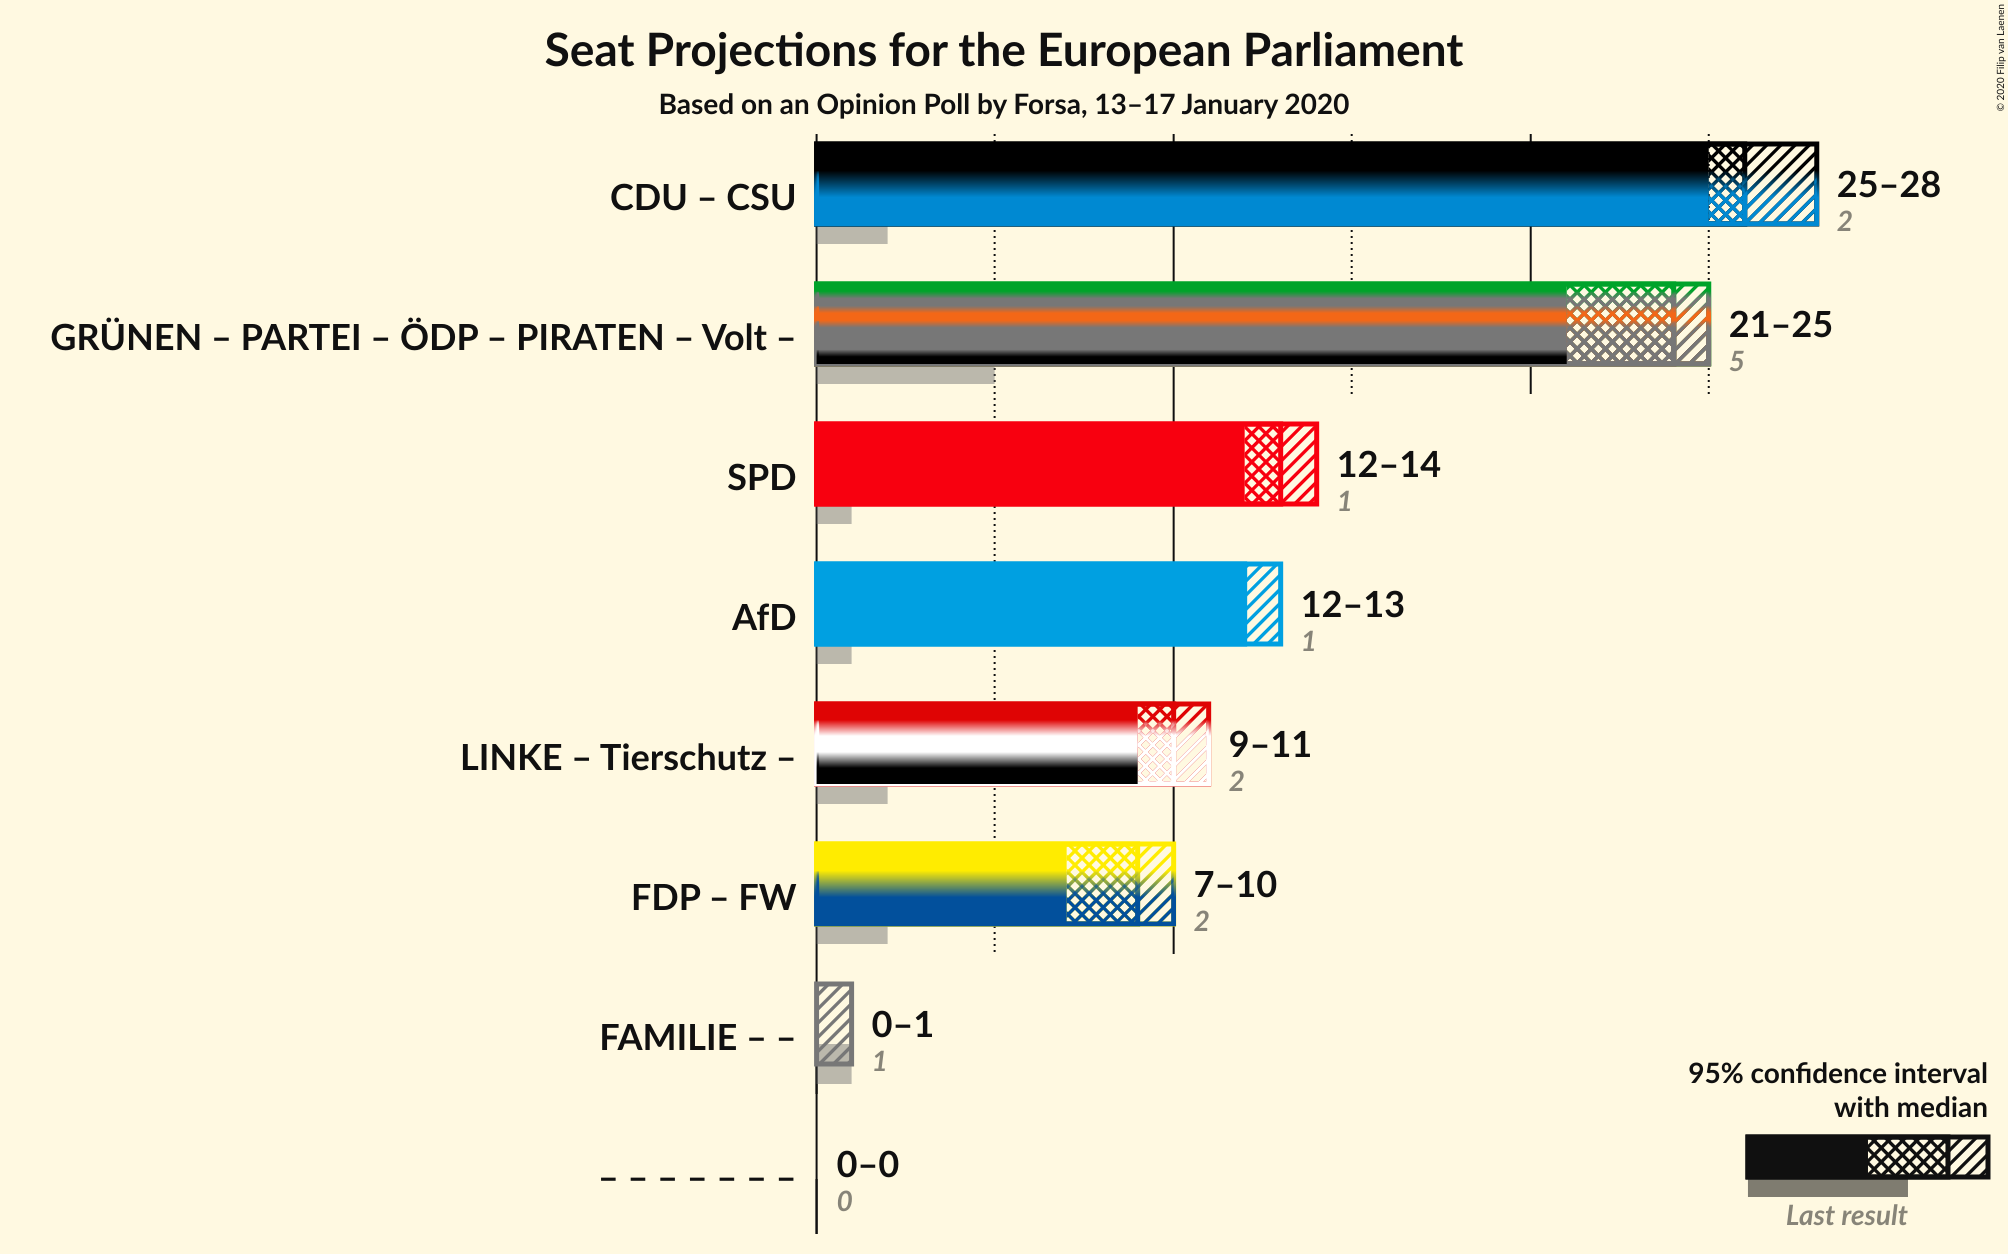 Seat Projections for the European Parliament
Based on an Opinion Poll by Forsa, 13–17 January 2020
© 2020 Filip van Laenen
CDU – CSU
25–28
2
GRÜNEN – PARTEI – ÖDP – PIRATEN – Volt –
21–25
5
SPD
12–14
1
AfD
12–13
1
LINKE – Tierschutz –
9–11
2
FDP – FW
7–10
2
FAMILIE – –
0–1
1
– – – – – – –
0–0
0
95% confidence interval
with median
Last result